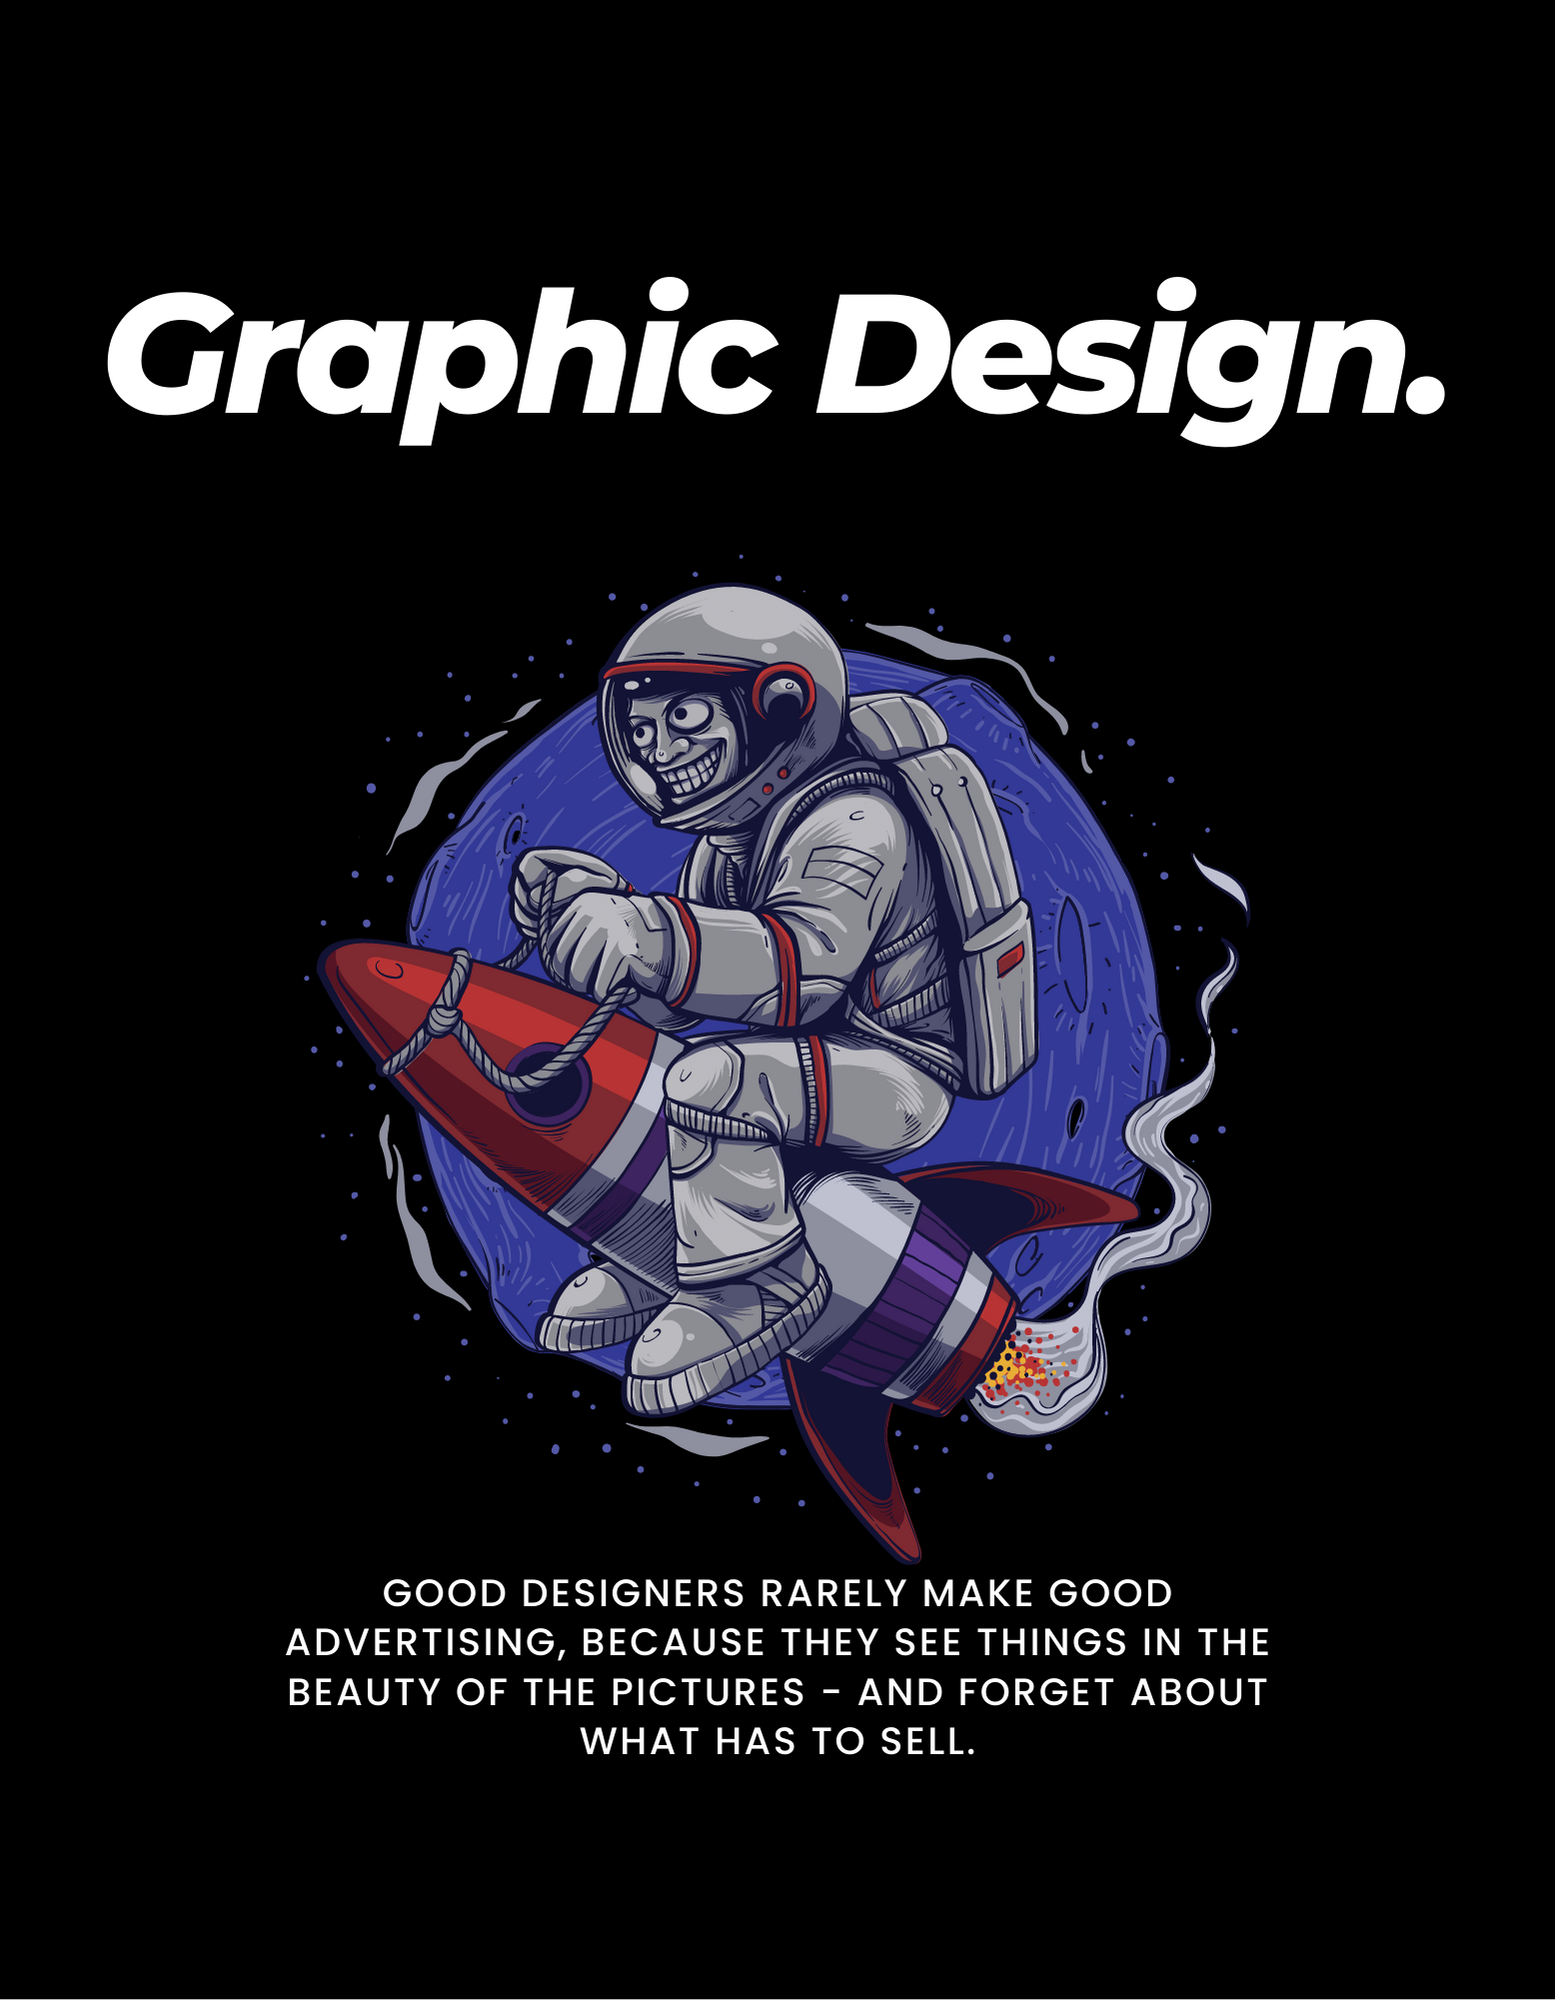 Graphic Design.
GOOD DESIGNERS RARELY MAKE GOOD
ADVERTISING, BECAUSE THEY SEE THINGS IN THE
BEAUTY OF THE PICTURES - AND FORGET ABOUT
WHAT HAS TO SELL.